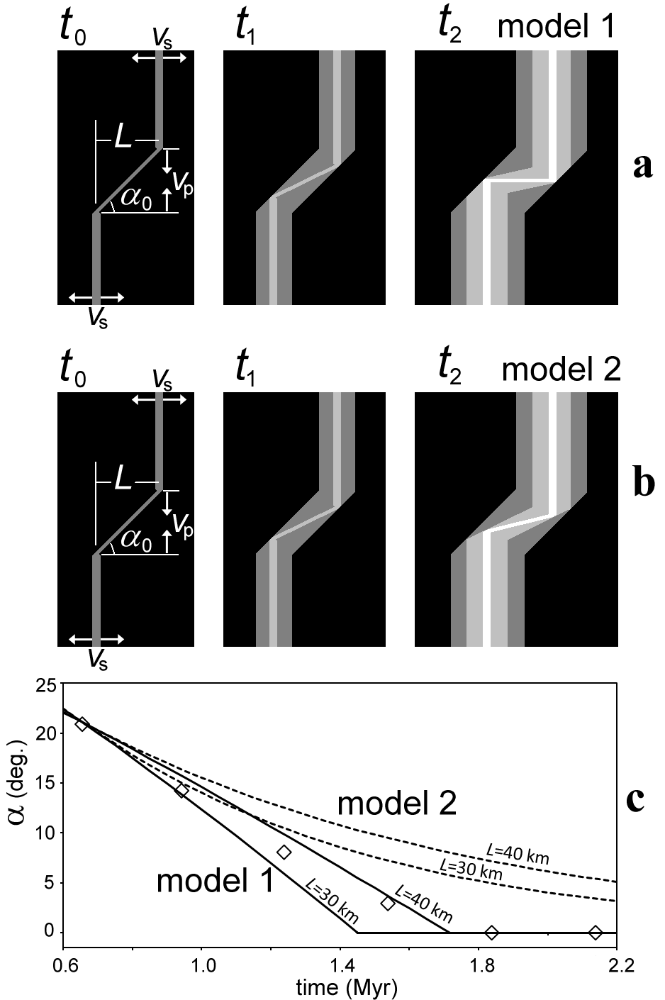 t0 t1 t2 model 1
Vs
L
Vp
α0
Vs
a
t0 t1 t2 model 2
Vs
L
Vp
α0
Vs
b
25
20
15
10
5
0
α (deg.)
model 2
L=40 km
L=30 km
model 1
L=30 km
L=40 km
c
0.6 1.0 1.4 1.8 2.2
time (Myr)